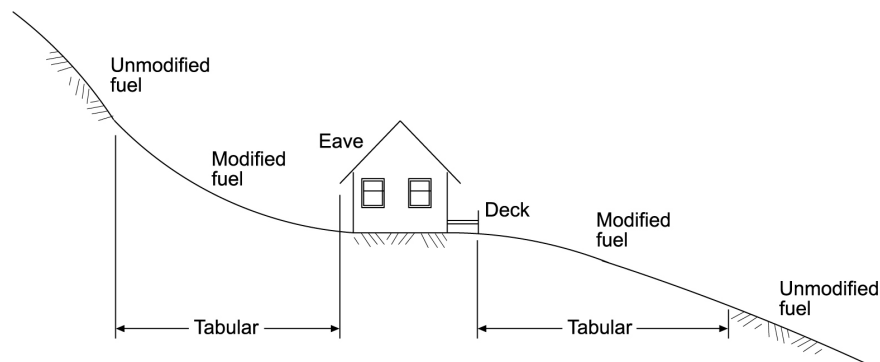 Unmodified
fuel
Modified
fuel
Eave
Deck
Modified
fuel
Unmodified
fuel
Tabular
Tabular